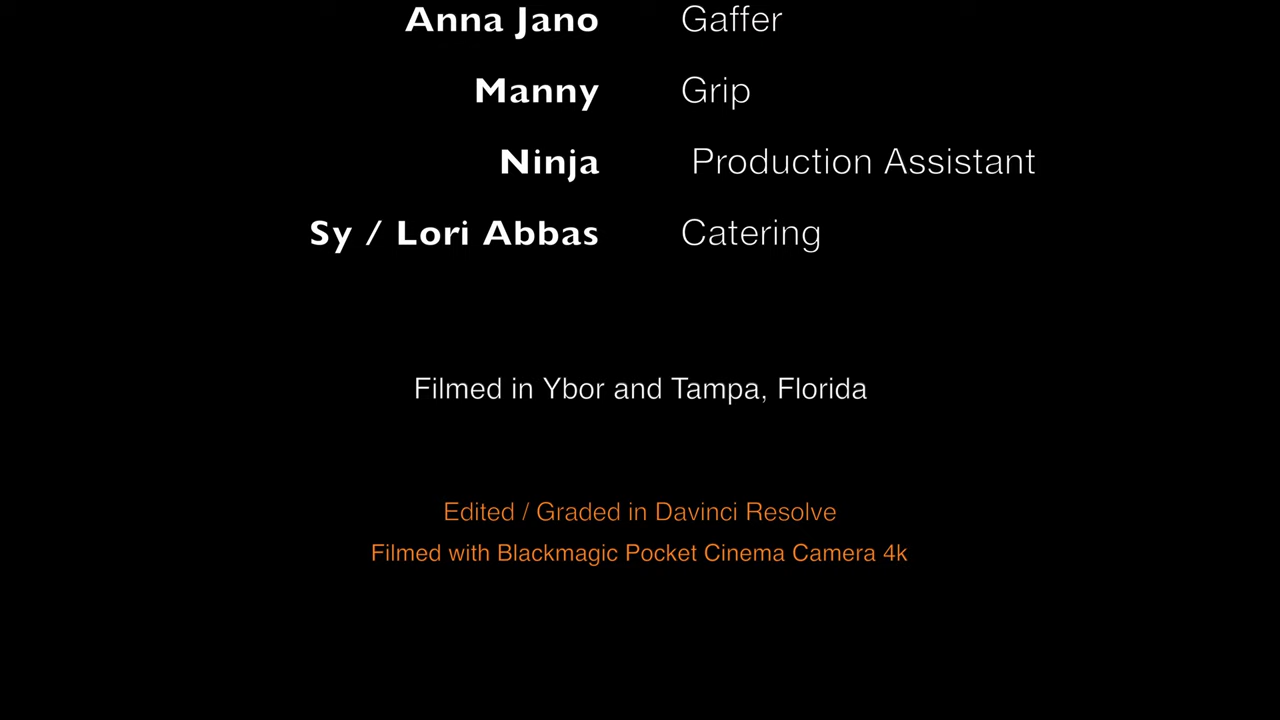 Anna Jano Gaffer
Manny Grip
Ninja Production Assistant
Sy / Lori Abbas Catering
Filmed in Ybor and Tampa, Florida
Edited / Graded in Davinci Resolve
Filmed with Blackmagic Pocket Cinema Camera 4k